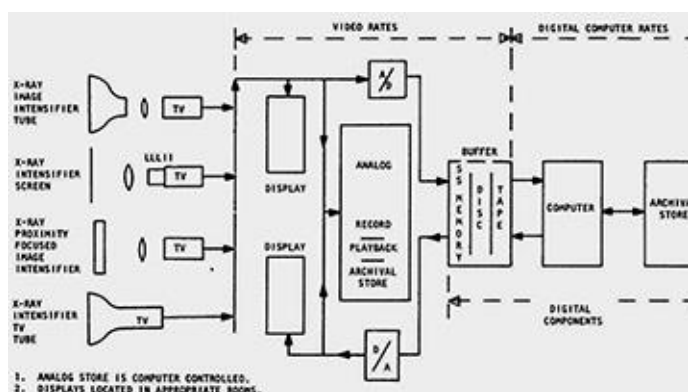 VIDEO RATES
DIGITAL COMPUTER RATES
X-RAY
IMAGE
INTENSIFIER
TUBE
TV
A/D
X-RAY
INTENSIFIER
SCREEN
LLLII
TV
DISPLAY
ANALOG
RECORD
PLAYBACK
ARCHIVAL
STORE
BUFFER
SS MEMORY
DISC
TAPE
COMPUTER
ARCHIVAL
STORE
X-RAY
PROXIMITY
FOCUSED
IMAGE
INTENSIFIER
TV
DISPLAY
X-RAY
INTENSIFIER
TV
TUBE
TV
D/A
DIGITAL
COMPONENTS
1. ANALOG STORE IS COMPUTER CONTROLLED.
2. DISPLAYS LOCATED IN APPROPRIATE ROOMS.